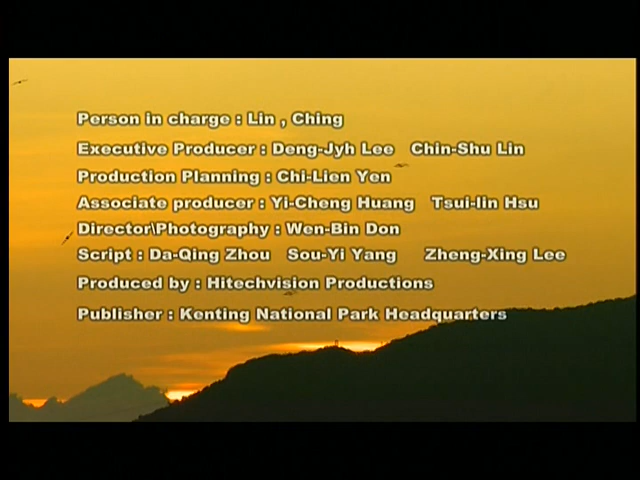 Person in charge : Lin , Ching
Executive Producer : Deng-Jyh Lee Chin-Shu Lin
Production Planning : Chi-Lien Yen
Associate producer : Yi-Cheng Huang Tsui-lin Hsu
Director\Photography : Wen-Bin Don
Script : Da-Qing Zhou Sou-Yi Yang Zheng-Xing Lee
Produced by : Hitechvision Productions
Publisher : Kenting National Park Headquarters